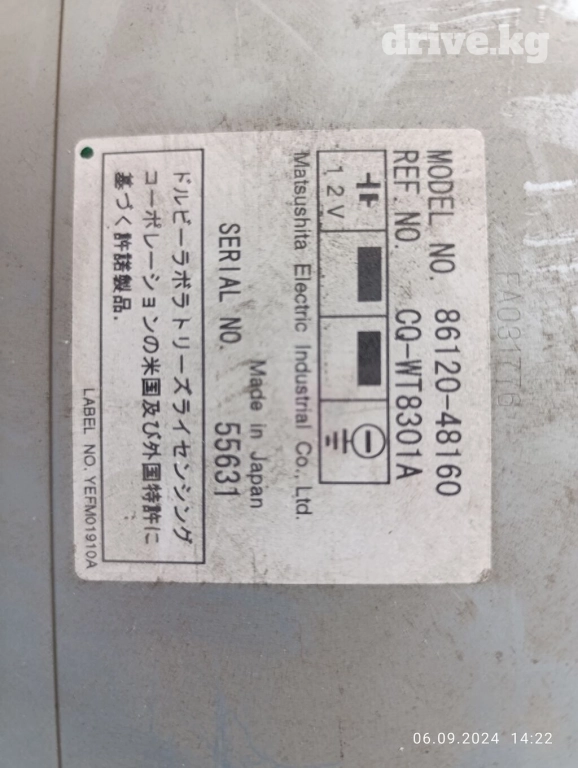 drive.kg
MODEL NO. 86120-48160
REF.NO. CQ-WT8301A
12V
Matsushita Electric Industrial Co., Ltd.
Made in Japan
SERIAL NO. 55631
ドルビーラボラトリーズライセンシング
コーポレーションの米国及び外国特許に
基づく許諾製品.
LABEL NO. YEFM01910A
06.09.2024 14:22